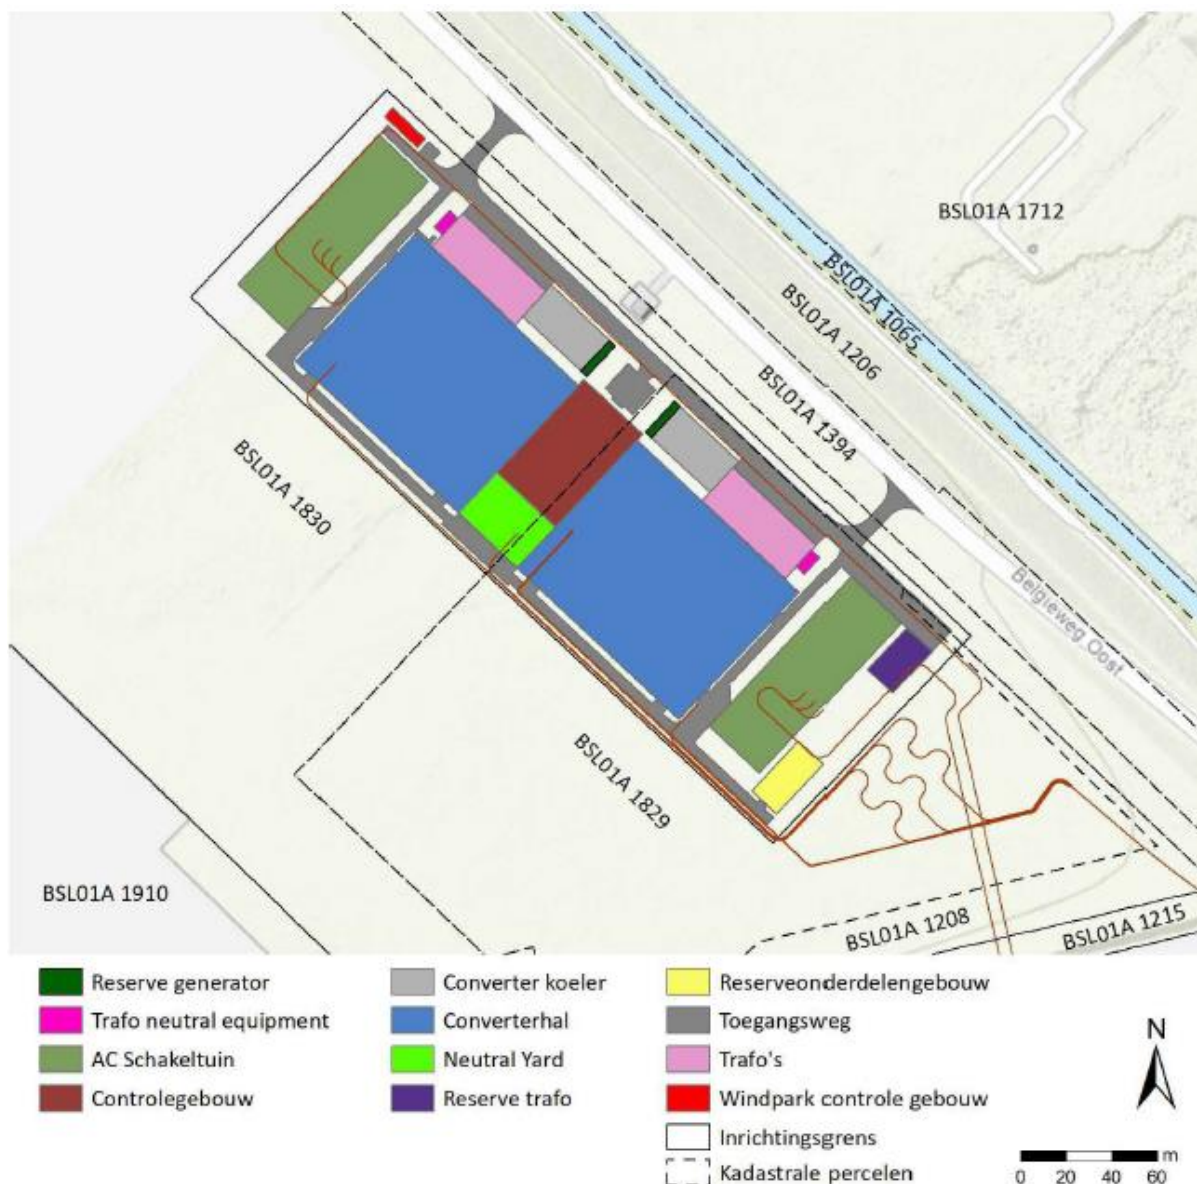 BSL01A 1712
BSL01A 1065
BSL01A 1206
BSL01A 1394
BSL01A 1830
Belgieweg Oost
BSL01A 1829
BSL01A 1910
BSL01A 1208
BSL01A 1215
Reserve generator
Trafo neutral equipment
AC Schakeltuin
Controlegebouw
Converter koeler
Converterhal
Neutral Yard
Reserve trafo
Reserveonderdelengebouw
Toegangsweg
Trafo's
Windpark controle gebouw
Inrichtingsgrens
Kadastrale percelen
N
m
0 20 40 60